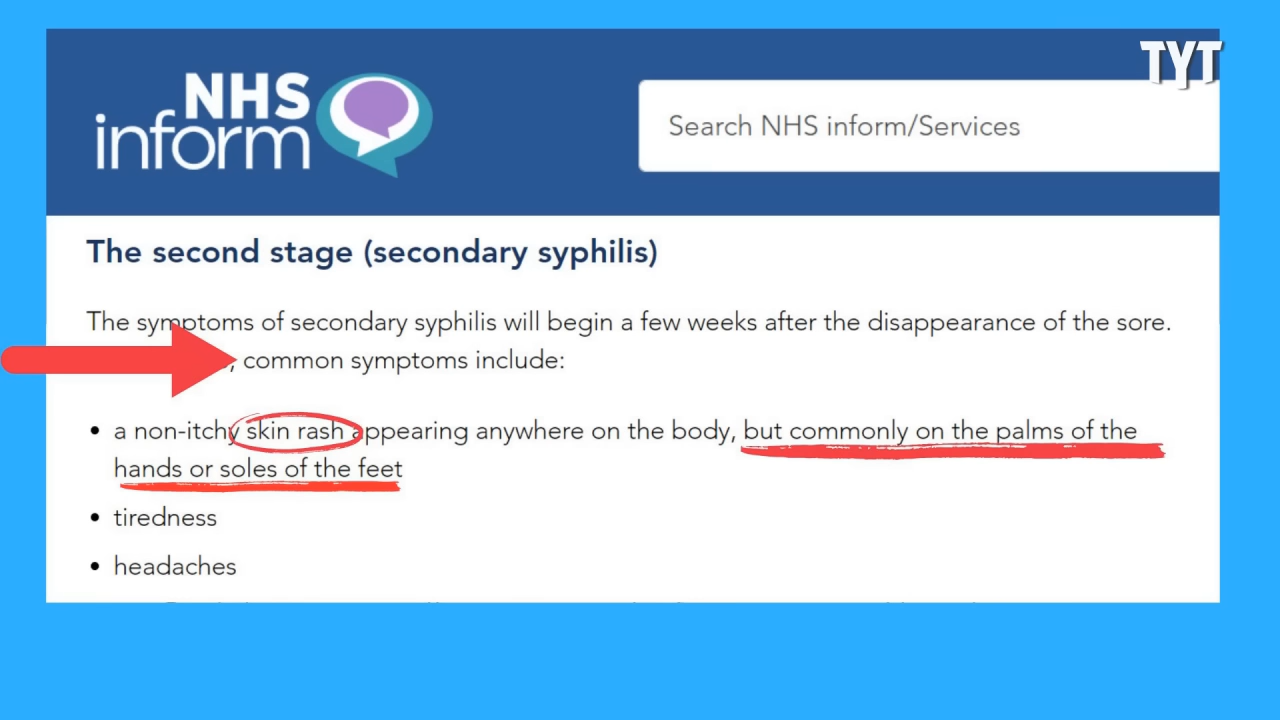 TYT
NHS
inform
Search NHS inform/Services
The second stage (secondary syphilis)
The symptoms of secondary syphilis will begin a few weeks after the disappearance of the sore.
, common symptoms include:
• a non-itchy skin rash appearing anywhere on the body, but commonly on the palms of the
hands or soles of the feet
• tiredness
• headaches